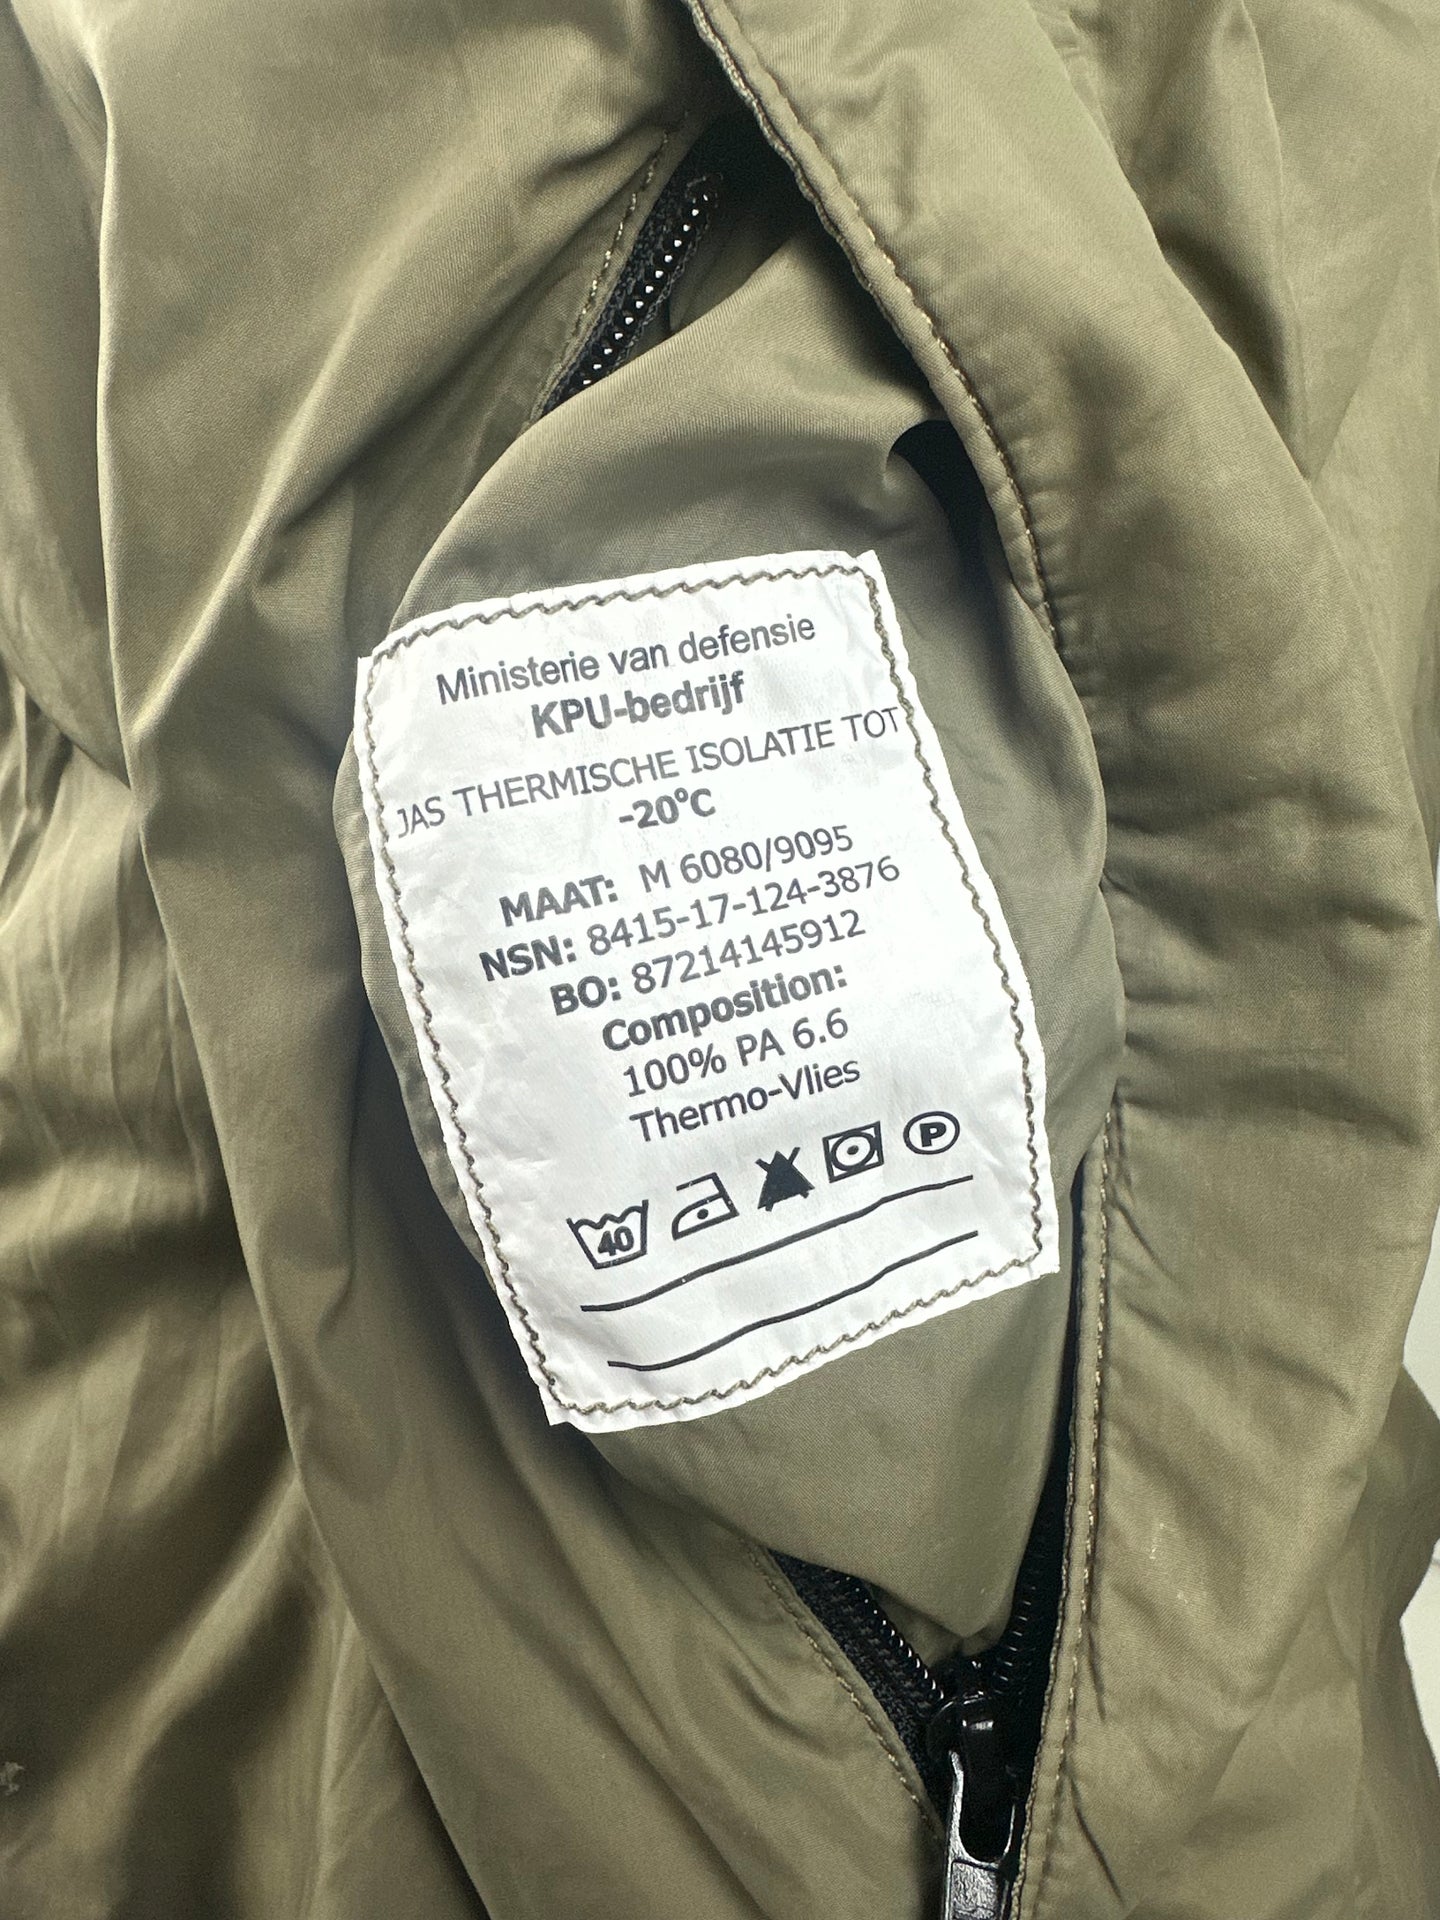 Ministerie van defensie
KPU-bedrijf
JAS THERMISCHE ISOLATIE TOT
-20°C
MAAT: M 6080/9095
NSN: 8415-17-124-3876
BO: 87214145912
Composition:
100% PA 6.6
Thermo-Vlies
40 P